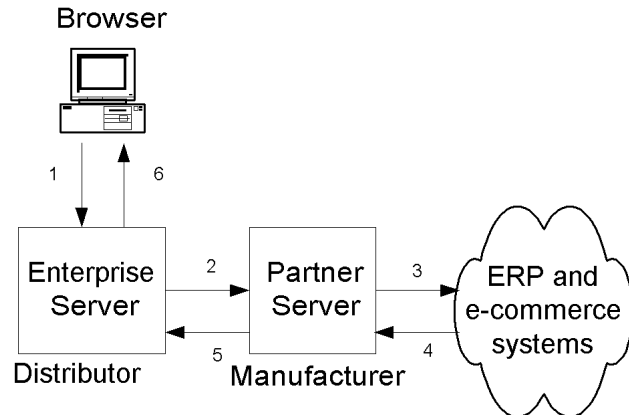 Browser
1
6
Enterprise
Server
2
Partner
Server
3
ERP and
e-commerce
systems
5
4
Distributor
Manufacturer